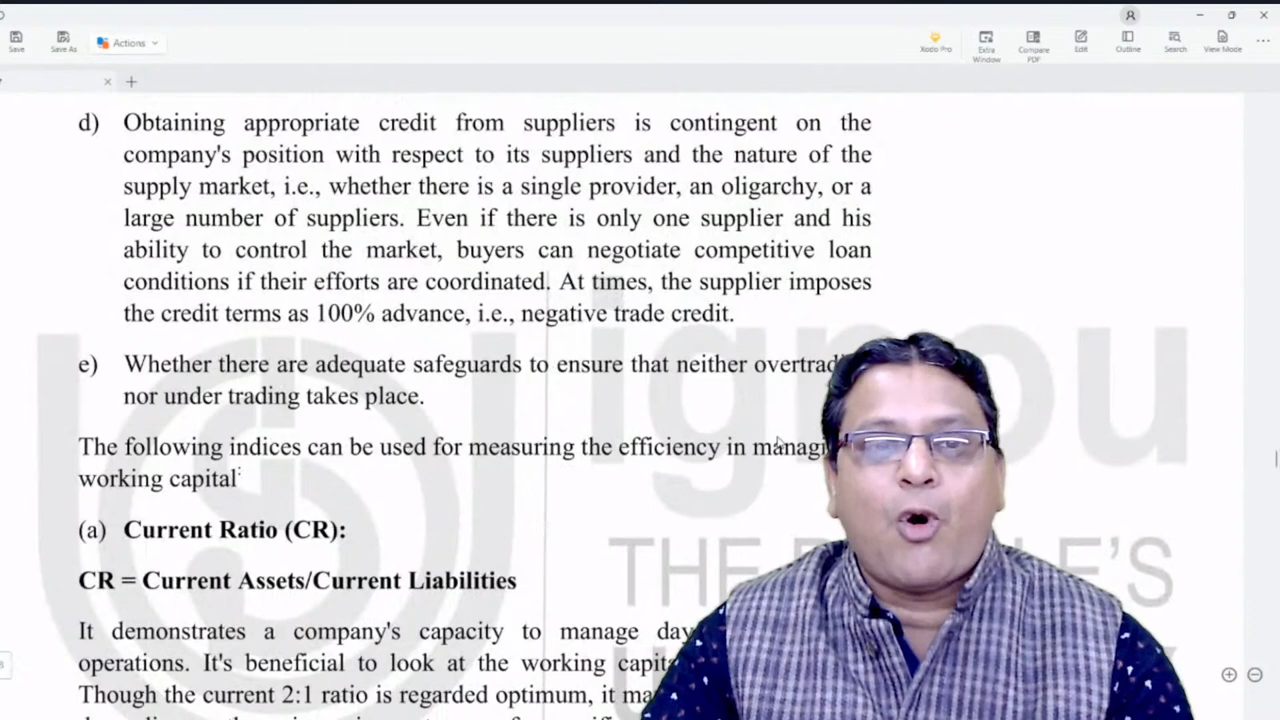 Save
Save As
Actions
Xodo Pro
Extra
Window
Compare
PDF
Edit
Outline
Search
View Mode
d) Obtaining appropriate credit from suppliers is contingent on the
company's position with respect to its suppliers and the nature of the
supply market, i.e., whether there is a single provider, an oligarchy, or a
large number of suppliers. Even if there is only one supplier and his
ability to control the market, buyers can negotiate competitive loan
conditions if their efforts are coordinated. At times, the supplier imposes
the credit terms as 100% advance, i.e., negative trade credit.
e) Whether there are adequate safeguards to ensure that neither
nor under trading takes place.
The following indices can be used for measuring the efficiency in
working capital:
(a) Current Ratio (CR):
CR = Current Assets/Current Liabilities
It demonstrates a company's capacity to manage
operations. It's beneficial to look at the working
Though the current 2:1 ratio is regarded optimum, it
ignou
THE